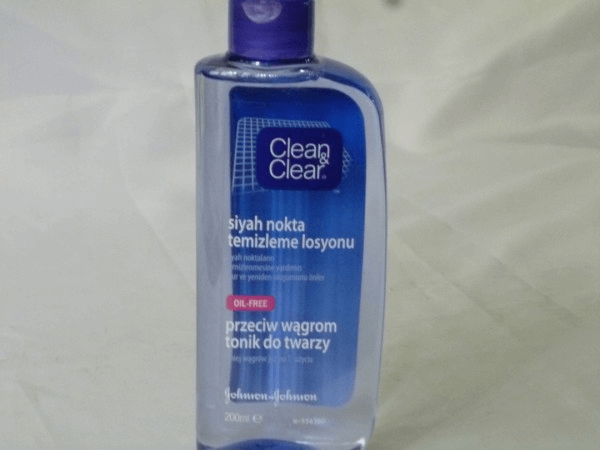 Clean &
Clear
siyah nokta
temizleme losyonu
OIL-FREE
przeciw wągrom
tonik do twarzy
Johnson & Johnson
200ml e